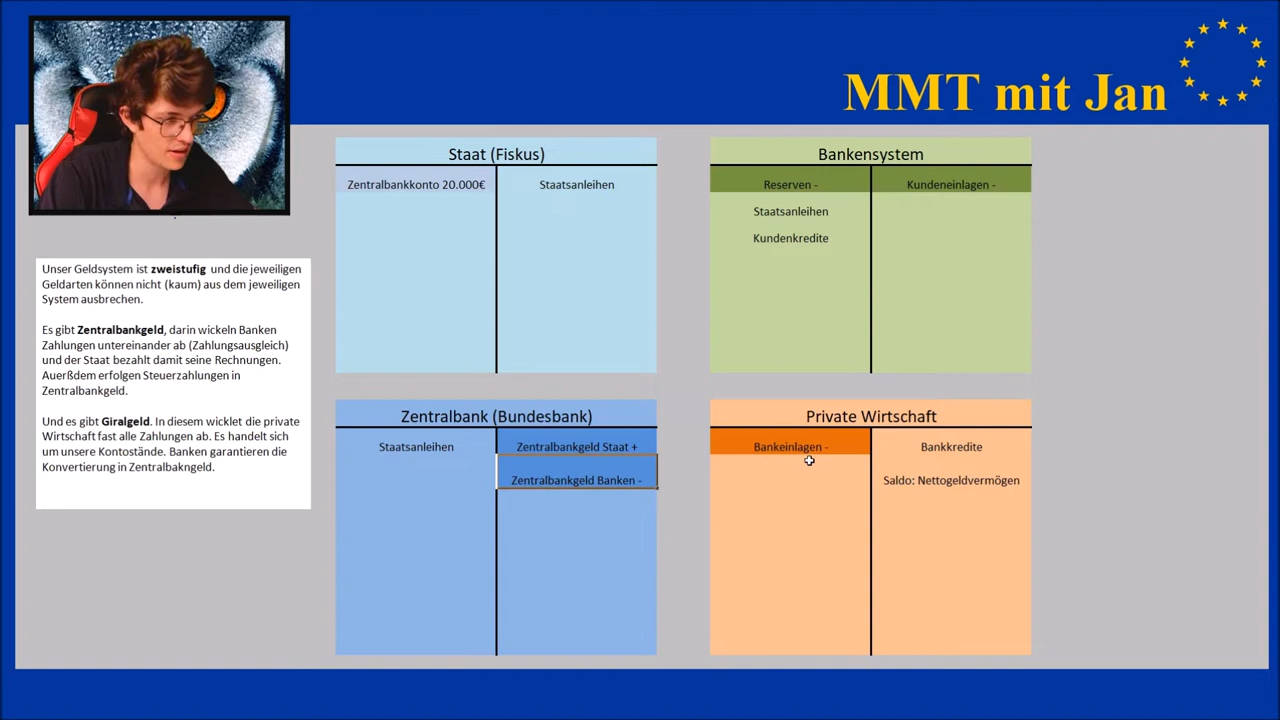 MMT mit Jan
Unser Geldsystem ist zweistufig und die jeweiligen
Geldarten können nicht (kaum) aus dem jeweiligen
System ausbrechen.
Es gibt Zentralbankgeld, darin wickeln Banken
Zahlungen untereinander ab (Zahlungsausgleich)
und der Staat bezahlt damit seine Rechnungen.
Auerßdem erfolgen Steuerzahlungen in
Zentralbankgeld.
Und es gibt Giralgeld. In diesem wicklet die private
Wirtschaft fast alle Zahlungen ab. Es handelt sich
um unsere Kontostände. Banken garantieren die
Konvertierung in Zentralbakngeld.
Staat (Fiskus)
Zentralbankkonto 20.000€
Staatsanleihen
Bankensystem
Reserven -
Kundeneinlagen -
Staatsanleihen
Kundenkredite
Zentralbank (Bundesbank)
Staatsanleihen
Zentralbankgeld Staat +
Zentralbankgeld Banken -
Private Wirtschaft
Bankeinlagen -
Bankkredite
Saldo: Nettogeldvermögen